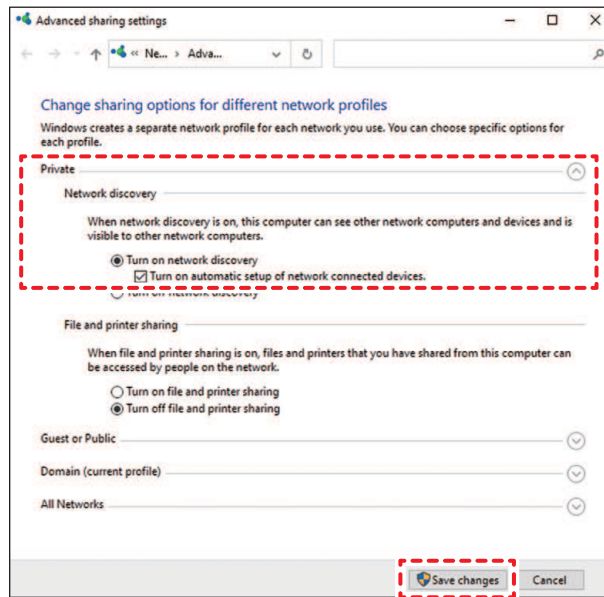 Advanced sharing settings
« Ne... › Adva...
Change sharing options for different network profiles
Windows creates a separate network profile for each network you use. You can choose specific options for
each profile.
Private
Network discovery
When network discovery is on, this computer can see other network computers and devices and is
visible to other network computers.
Turn on network discovery
Turn on automatic setup of network connected devices.
Turn off network discovery
File and printer sharing
When file and printer sharing is on, files and printers that you have shared from this computer can
be accessed by people on the network.
Turn on file and printer sharing
Turn off file and printer sharing
Guest or Public
Domain (current profile)
All Networks
Save changes Cancel